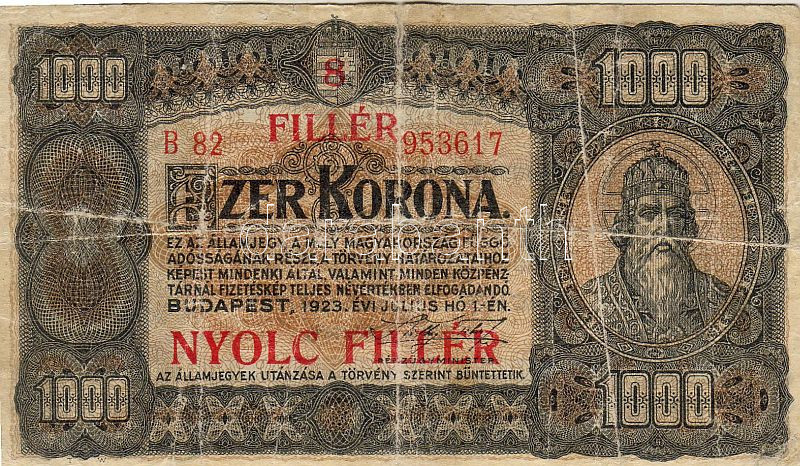 1000
1000
8
FILLÉR
B 82
953617
EZER KORONA.
EZ AZ ÁLLAMJEGY, A MELY MAGYARORSZÁG FÜGGŐ
ADÓSSÁGÁNAK RÉSZE, A TÖRVÉNY HATÁROZATAIHOZ
KÉPEST MINDENKI ÁLTAL VALAMINT MINDEN KÖZPÉNZ-
TÁRNÁL FIZETÉSKÉP TELJES NÉVÉRTÉKBEN ELFOGADANDÓ.
BUDAPEST, 1923. ÉVI JÚLIUS HÓ 1.-ÉN.
NYOLC FILLÉR
PÉNZÜGYMINISTER
AZ ÁLLAMJEGYEK UTÁNZÁSA A TÖRVÉNY SZERINT BÜNTETTETIK.
1000
1000